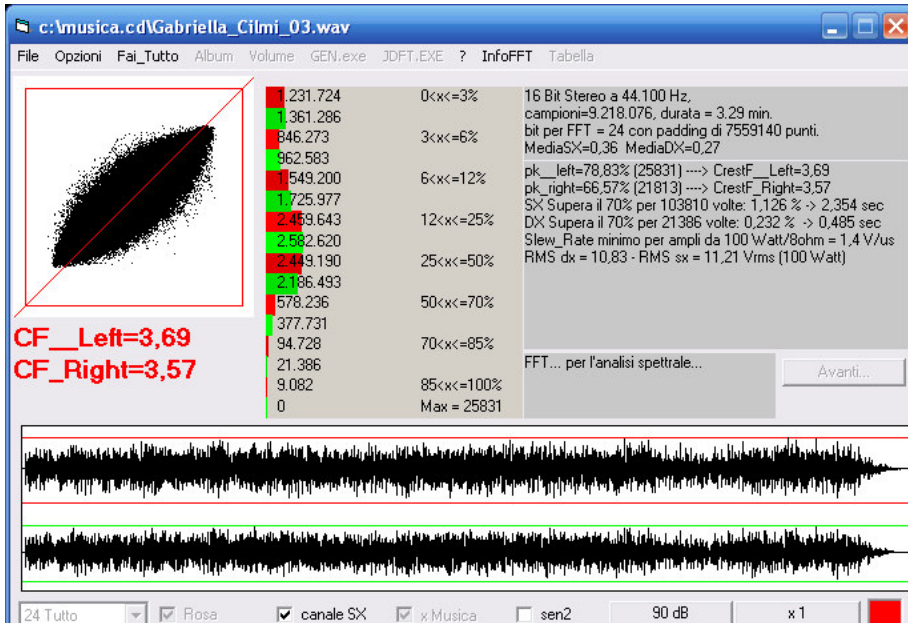 c:\musica.cd\Gabriella_Cilmi_03.wav
File Opzioni Fai_Tutto Album Volume GEN.exe JDFT.EXE ? InfoFFT Tabella
1.231.724 0<x<=3%
1.361.286
846.273 3<x<=6%
962.583
1.549.200 6<x<=12%
1.725.977
2.459.643 12<x<=25%
2.582.620
2.449.190 25<x<=50%
2.186.493
578.236 50<x<=70%
377.731
94.728 70<x<=85%
21.386
9.082 85<x<=100%
0 Max = 25831
16 Bit Stereo a 44.100 Hz,
campioni=9.218.076, durata = 3.29 min.
bit per FFT = 24 con padding di 7559140 punti.
MediaSX=0,36 MediaDX=0,27
pk__left=78,83% (25831) ----> CrestF__Left=3,69
pk_right=66,57% (21813) ----> CrestF_Right=3,57
SX Supera il 70% per 103810 volte: 1,126 % -> 2,354 sec
DX Supera il 70% per 21386 volte: 0,232 % -> 0,485 sec
Slew_Rate minimo per ampli da 100 Watt/8ohm = 1,4 V/us
RMS dx = 10,83 - RMS sx = 11,21 Vrms (100 Watt)
CF__Left=3,69
CF_Right=3,57
FFT... per l'analisi spettrale...
Avanti...
24 Tutto Rosa canale SX x Musica sen2 90 dB x 1